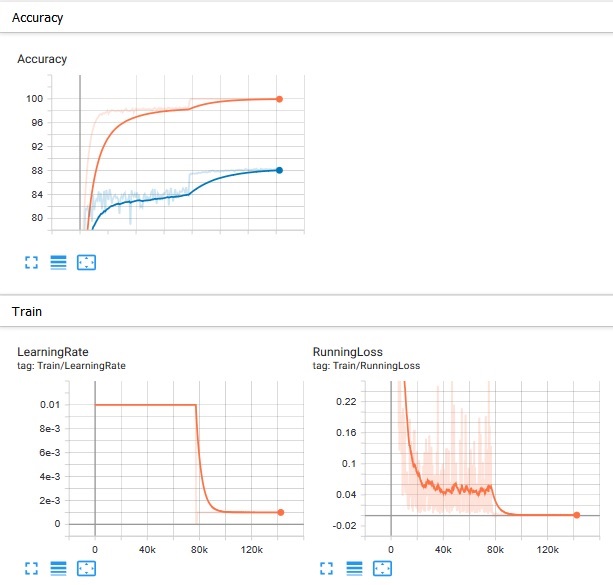 Accuracy
Accuracy
100
96
92
88
84
80
Train
LearningRate
tag: Train/LearningRate
0.01
8e-3
6e-3
4e-3
2e-3
0
0 40k 80k 120k
RunningLoss
tag: Train/RunningLoss
0.22
0.16
0.1
0.04
-0.02
0 40k 80k 120k